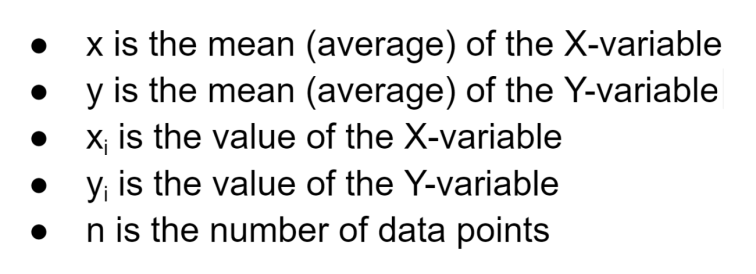 ● x is the mean (average) of the X-variable
● y is the mean (average) of the Y-variable
● xᵢ is the value of the X-variable
● yᵢ is the value of the Y-variable
● n is the number of data points